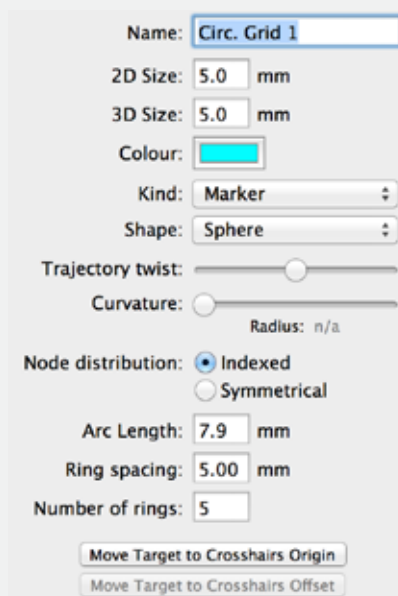 Name: Circ. Grid 1
2D Size: 5.0 mm
3D Size: 5.0 mm
Colour:
Kind: Marker
Shape: Sphere
Trajectory twist:
Curvature:
Radius: n/a
Node distribution: Indexed
Symmetrical
Arc Length: 7.9 mm
Ring spacing: 5.00 mm
Number of rings: 5
Move Target to Crosshairs Origin
Move Target to Crosshairs Offset